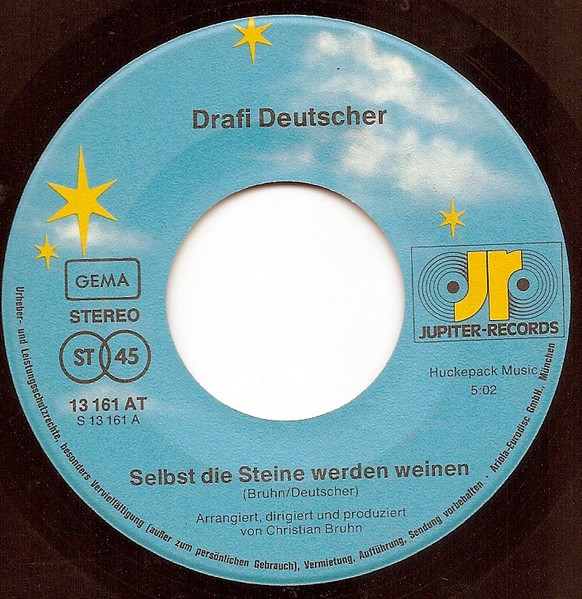 Drafi Deutscher
GEMA
STEREO
ST 45
13 161 AT
S 13 161 A
jr
JUPITER-RECORDS
Huckepack Music
5:02
Selbst die Steine werden weinen
(Bruhn/Deutscher)
Arrangiert, dirigiert und produziert
von Christian Bruhn
Urheber- und Leistungsschutzrechte, besonders Vervielfältigung (außer zum persönlichen Gebrauch), Vermietung, Aufführung, Sendung vorbehalten · Ariola-Eurodisc GmbH, München